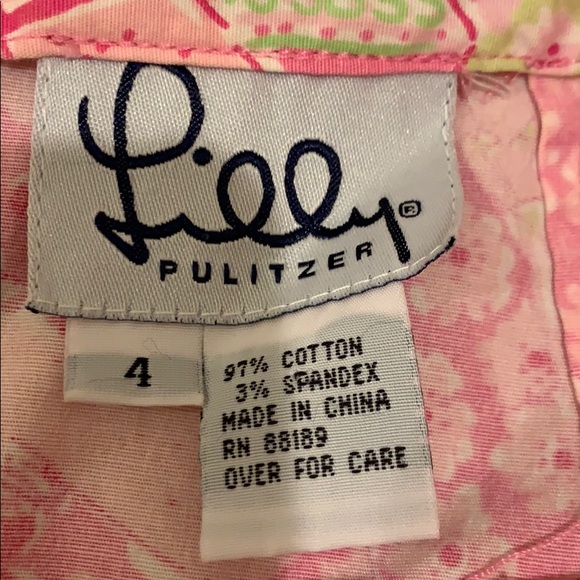 Lilly®
PULITZER
4
97% COTTON
3% SPANDEX
MADE IN CHINA
RN 88189
OVER FOR CARE